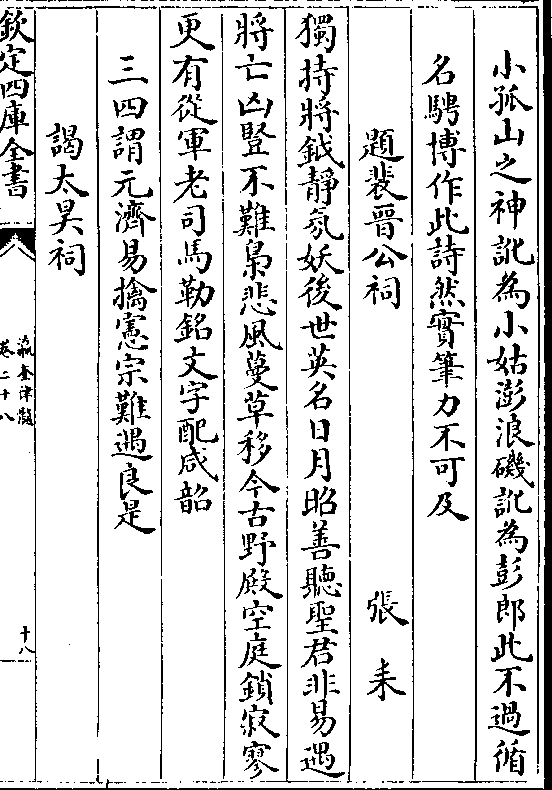 小孤山之神訛為小姑澎浪磯訛為彭郎此不過循
名騁博作此詩然實筆力不可及
題裴晉公祠 張耒
獨持將鉞靜氛妖後世英名日月昭善聽聖君非易遇
將亡凶豎不難梟悲風蔓草移今古野殿空庭鎖寂寥
更有從軍老司馬勒銘文字配咸韶
三四謂元濟易擒憲宗難遇良是
謁太昊祠
欽定四庫全書
瀛奎律髓
卷二十八
十八